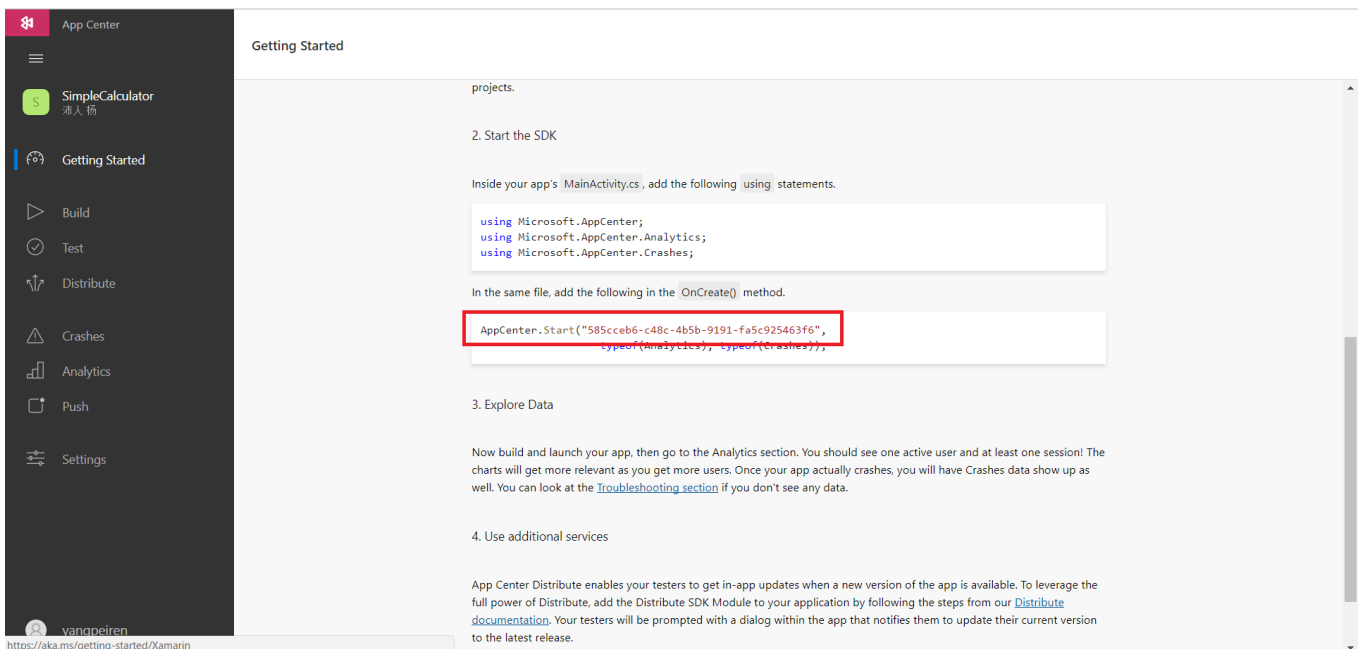 App Center
SimpleCalculator
沛人 杨
Getting Started
Build
Test
Distribute
Crashes
Analytics
Push
Settings
yangpeiren
https://aka.ms/getting-started/Xamarin
Getting Started
projects.
2. Start the SDK
Inside your app's MainActivity.cs , add the following using statements.
using Microsoft.AppCenter;
using Microsoft.AppCenter.Analytics;
using Microsoft.AppCenter.Crashes;
In the same file, add the following in the OnCreate() method.
AppCenter.Start("585cceb6-c48c-4b5b-9191-fa5c925463f6",
typeof(Analytics), typeof(Crashes));
3. Explore Data
Now build and launch your app, then go to the Analytics section. You should see one active user and at least one session! The
charts will get more relevant as you get more users. Once your app actually crashes, you will have Crashes data show up as
well. You can look at the Troubleshooting section if you don't see any data.
4. Use additional services
App Center Distribute enables your testers to get in-app updates when a new version of the app is available. To leverage the
full power of Distribute, add the Distribute SDK Module to your application by following the steps from our Distribute
documentation. Your testers will be prompted with a dialog within the app that notifies them to update their current version
to the latest release.